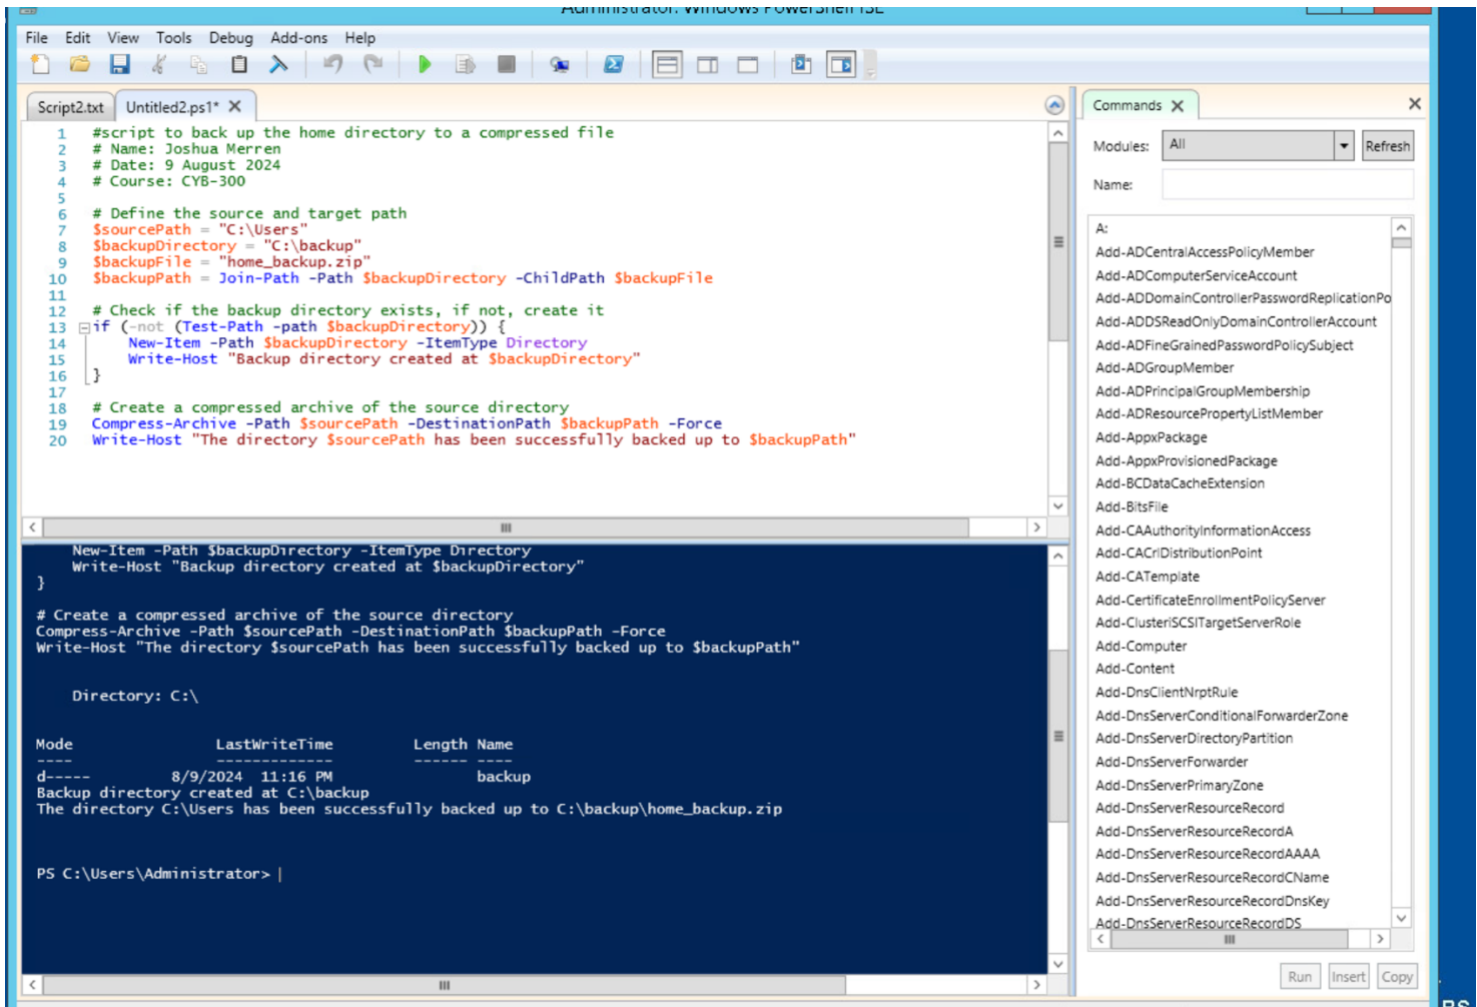 Administrator: Windows PowerShell ISE
File Edit View Tools Debug Add-ons Help
Script2.txt Untitled2.ps1* X
1 #script to back up the home directory to a compressed file
2 # Name: Joshua Merren
3 # Date: 9 August 2024
4 # Course: CYB-300
5
6 # Define the source and target path
7 $sourcePath = "C:\Users"
8 $backupDirectory = "C:\backup"
9 $backupFile = "home_backup.zip"
10 $backupPath = Join-Path -Path $backupDirectory -ChildPath $backupFile
11
12 # Check if the backup directory exists, if not, create it
13 if (-not (Test-Path -path $backupDirectory)) {
14 New-Item -Path $backupDirectory -ItemType Directory
15 Write-Host "Backup directory created at $backupDirectory"
16 }
17
18 # Create a compressed archive of the source directory
19 Compress-Archive -Path $sourcePath -DestinationPath $backupPath -Force
20 Write-Host "The directory $sourcePath has been successfully backed up to $backupPath"
New-Item -Path $backupDirectory -ItemType Directory
Write-Host "Backup directory created at $backupDirectory"
}
# Create a compressed archive of the source directory
Compress-Archive -Path $sourcePath -DestinationPath $backupPath -Force
Write-Host "The directory $sourcePath has been successfully backed up to $backupPath"
Directory: C:\
Mode LastWriteTime Length Name
---- ------------- ------ ----
d----- 8/9/2024 11:16 PM backup
Backup directory created at C:\backup
The directory C:\Users has been successfully backed up to C:\backup\home_backup.zip
PS C:\Users\Administrator>
Commands X
Modules: All Refresh
Name:
A:
Add-ADCentralAccessPolicyMember
Add-ADComputerServiceAccount
Add-ADDomainControllerPasswordReplicationPo
Add-ADDSReadOnlyDomainControllerAccount
Add-ADFineGrainedPasswordPolicySubject
Add-ADGroupMember
Add-ADPrincipalGroupMembership
Add-ADResourcePropertyListMember
Add-AppxPackage
Add-AppxProvisionedPackage
Add-BCDataCacheExtension
Add-BitsFile
Add-CAAuthorityInformationAccess
Add-CACrlDistributionPoint
Add-CATemplate
Add-CertificateEnrollmentPolicyServer
Add-ClusteriSCSITargetServerRole
Add-Computer
Add-Content
Add-DnsClientNrptRule
Add-DnsServerConditionalForwarderZone
Add-DnsServerDirectoryPartition
Add-DnsServerForwarder
Add-DnsServerPrimaryZone
Add-DnsServerResourceRecord
Add-DnsServerResourceRecordA
Add-DnsServerResourceRecordAAAA
Add-DnsServerResourceRecordCName
Add-DnsServerResourceRecordDnsKey
Add-DnsServerResourceRecordDS
Run Insert Copy